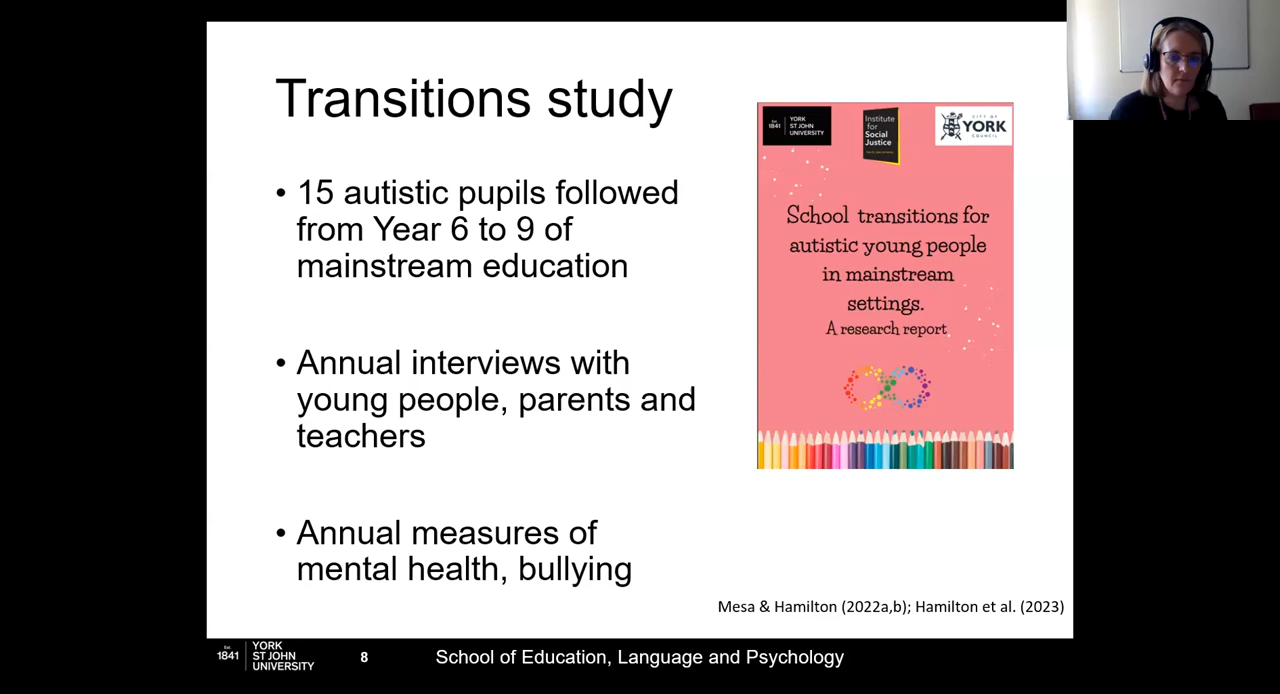 Transitions study
• 15 autistic pupils followed
from Year 6 to 9 of
mainstream education
• Annual interviews with
young people, parents and
teachers
• Annual measures of
mental health, bullying
Est.
1841
YORK
ST JOHN
UNIVERSITY
Institute
for
Social
Justice
CITY OF
YORK
COUNCIL
School transitions for
autistic young people
in mainstream
settings.
A research report
Mesa & Hamilton (2022a,b); Hamilton et al. (2023)
Est.
1841
YORK
ST JOHN
UNIVERSITY
8
School of Education, Language and Psychology